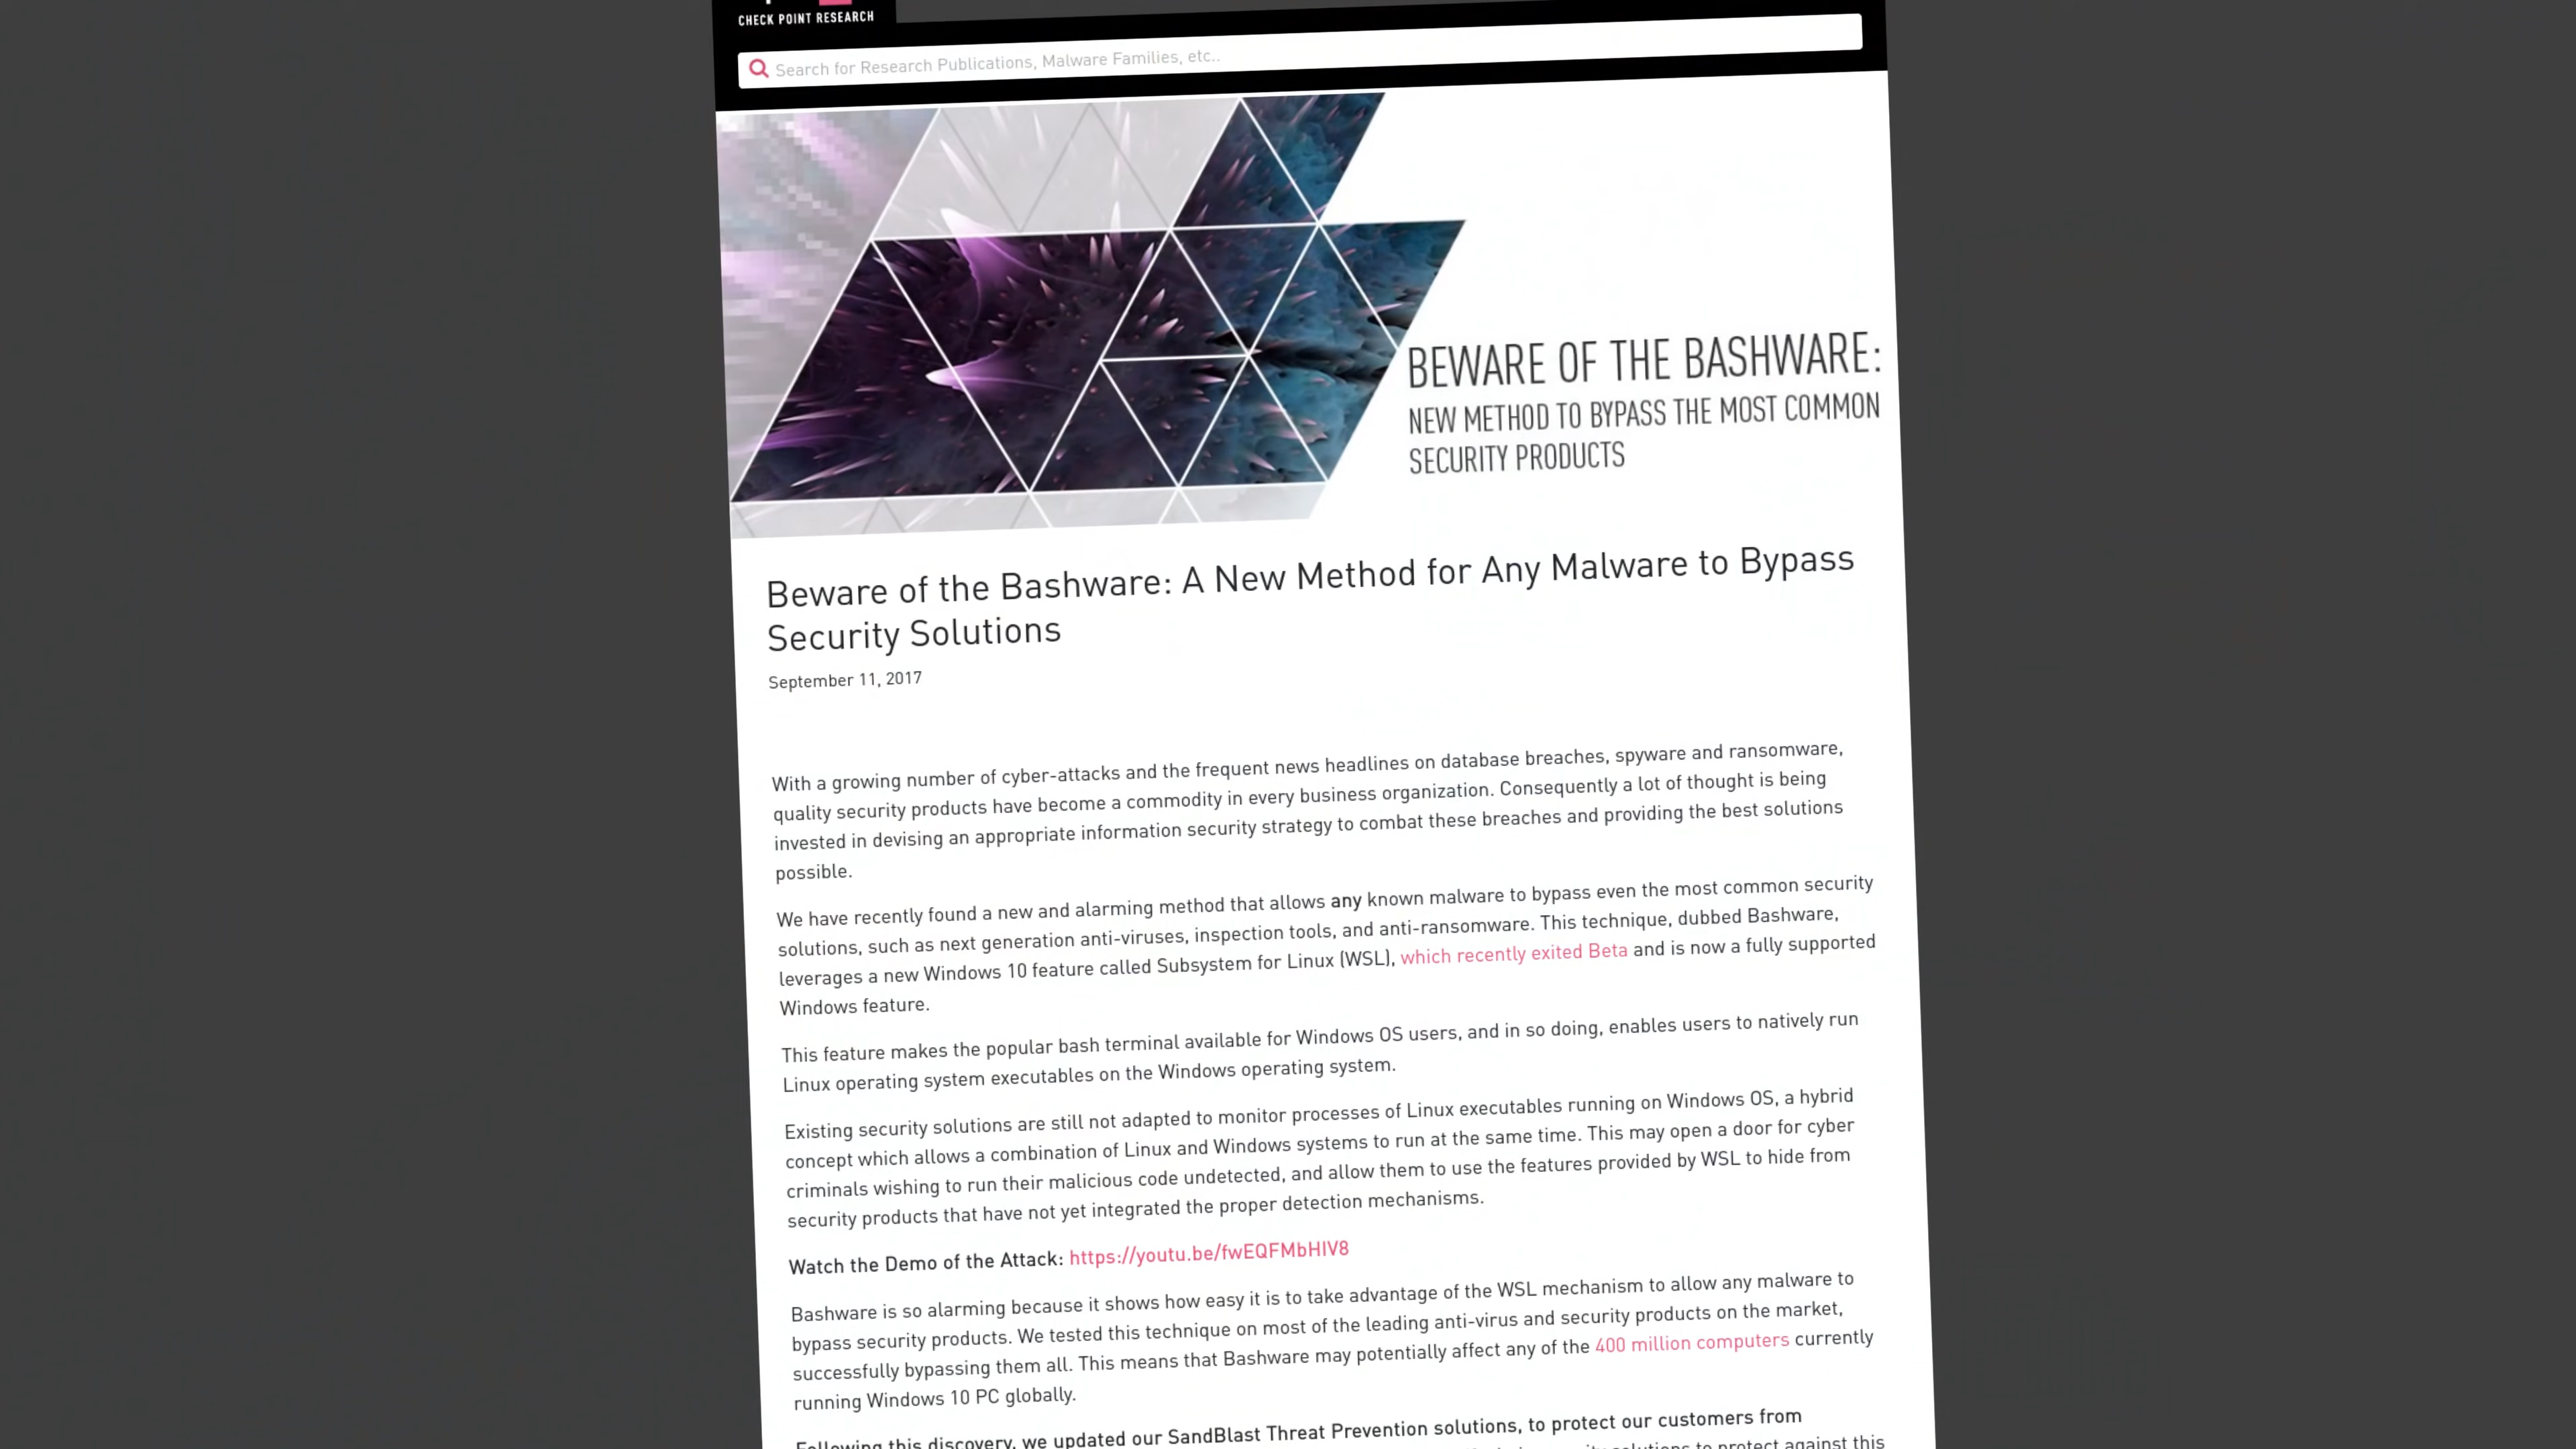 CHECK POINT RESEARCH
Search for Research Publications, Malware Families, etc..
BEWARE OF THE BASHWARE:
NEW METHOD TO BYPASS THE MOST COMMON
SECURITY PRODUCTS
Beware of the Bashware: A New Method for Any Malware to Bypass
Security Solutions
September 11, 2017
With a growing number of cyber-attacks and the frequent news headlines on database breaches, spyware and ransomware,
quality security products have become a commodity in every business organization. Consequently a lot of thought is being
invested in devising an appropriate information security strategy to combat these breaches and providing the best solutions
possible.
We have recently found a new and alarming method that allows any known malware to bypass even the most common security
solutions, such as next generation anti-viruses, inspection tools, and anti-ransomware. This technique, dubbed Bashware,
leverages a new Windows 10 feature called Subsystem for Linux (WSL), which recently exited Beta and is now a fully supported
Windows feature.
This feature makes the popular bash terminal available for Windows OS users, and in so doing, enables users to natively run
Linux operating system executables on the Windows operating system.
Existing security solutions are still not adapted to monitor processes of Linux executables running on Windows OS, a hybrid
concept which allows a combination of Linux and Windows systems to run at the same time. This may open a door for cyber
criminals wishing to run their malicious code undetected, and allow them to use the features provided by WSL to hide from
security products that have not yet integrated the proper detection mechanisms.
Watch the Demo of the Attack: https://youtu.be/fwEQFMbHIV8
Bashware is so alarming because it shows how easy it is to take advantage of the WSL mechanism to allow any malware to
bypass security products. We tested this technique on most of the leading anti-virus and security products on the market,
successfully bypassing them all. This means that Bashware may potentially affect any of the 400 million computers currently
running Windows 10 PC globally.
Following this discovery, we updated our SandBlast Threat Prevention solutions, to protect our customers from
solutions to protect against this